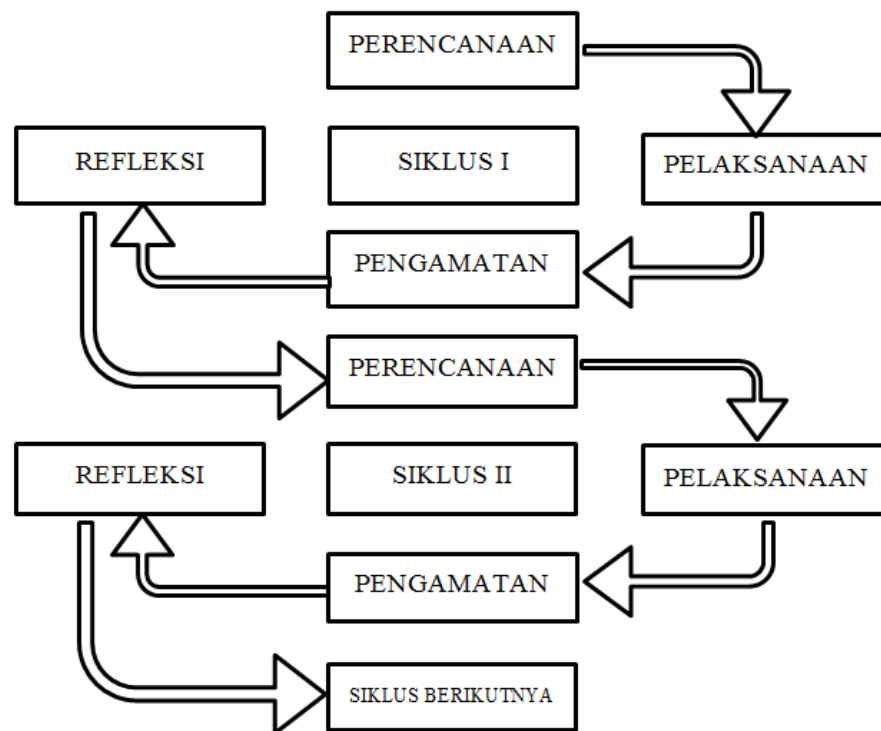 PERENCANAAN
REFLEKSI
SIKLUS I
PELAKSANAAN
PENGAMATAN
PERENCANAAN
REFLEKSI
SIKLUS II
PELAKSANAAN
PENGAMATAN
SIKLUS BERIKUTNYA